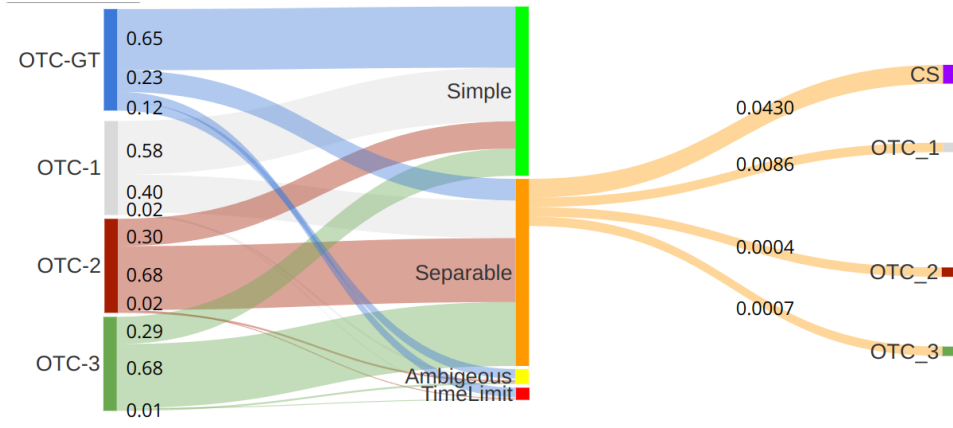 OTC-GT
0.65
0.23
0.12
OTC-1
0.58
0.40
0.02
OTC-2
0.30
0.68
0.02
OTC-3
0.29
0.68
0.01
Simple
Separable
Ambigeous
TimeLimit
0.0430
0.0086
0.0004
0.0007
CS
OTC_1
OTC_2
OTC_3